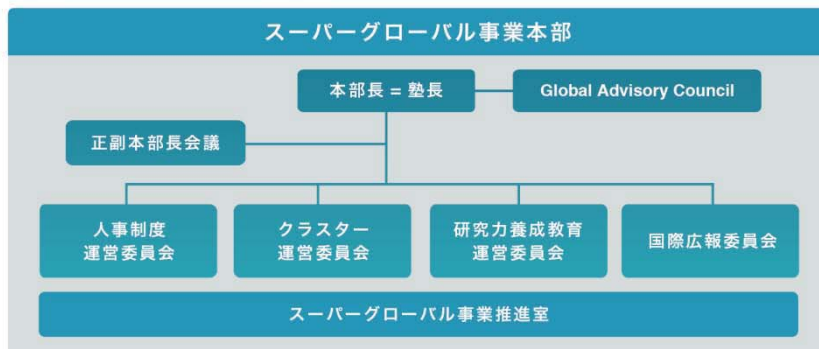 スーパーグローバル事業本部
本部長 = 塾長
Global Advisory Council
正副本部長会議
人事制度
運営委員会
クラスター
運営委員会
研究力養成教育
運営委員会
国際広報委員会
スーパーグローバル事業推進室